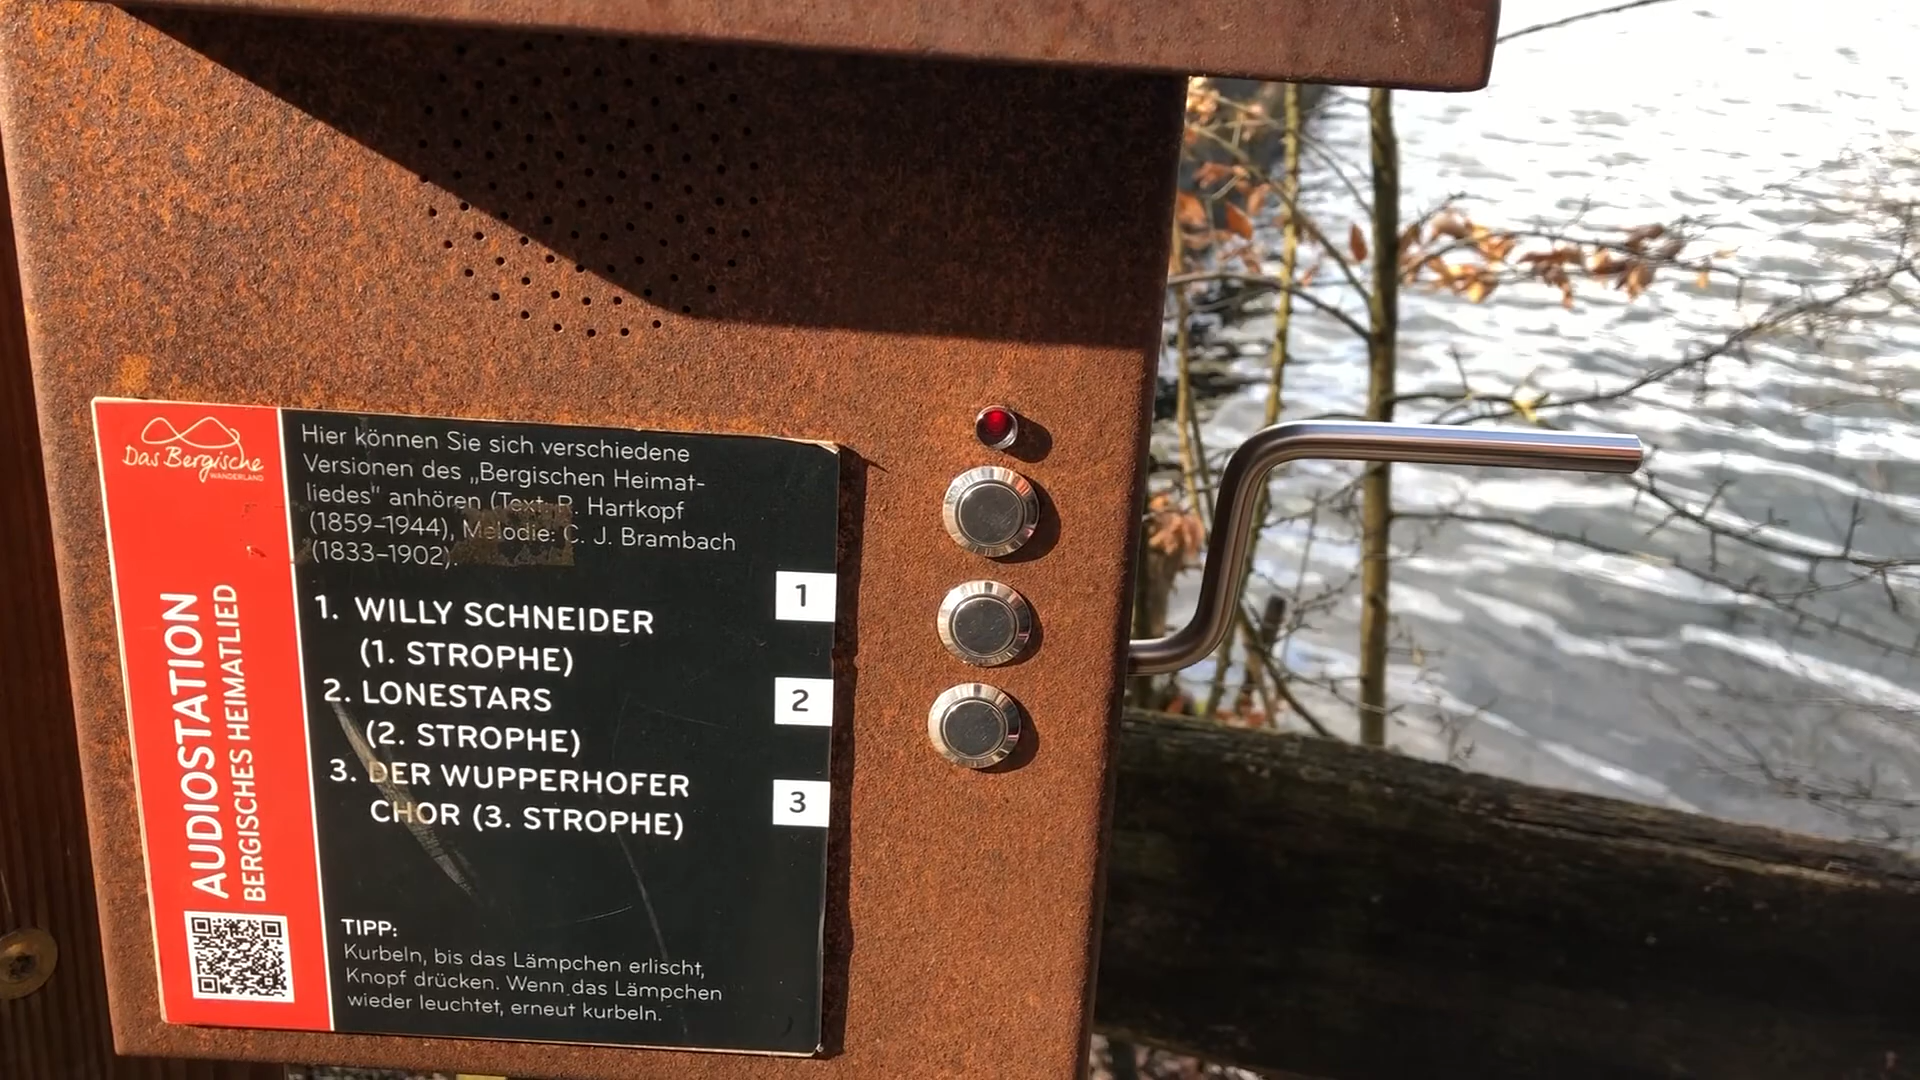 Das Bergische
WANDERLAND
AUDIOSTATION
BERGISCHES HEIMATLIED
Hier können Sie sich verschiedene
Versionen des „Bergischen Heimat-
liedes" anhören (Text: R. Hartkopf
(1859–1944), Melodie: C. J. Brambach
(1833–1902).
1. WILLY SCHNEIDER
(1. STROPHE)
1
2. LONESTARS
(2. STROPHE)
2
3. DER WUPPERHOFER
CHOR (3. STROPHE)
3
TIPP:
Kurbeln, bis das Lämpchen erlischt,
Knopf drücken. Wenn das Lämpchen
wieder leuchtet, erneut kurbeln.